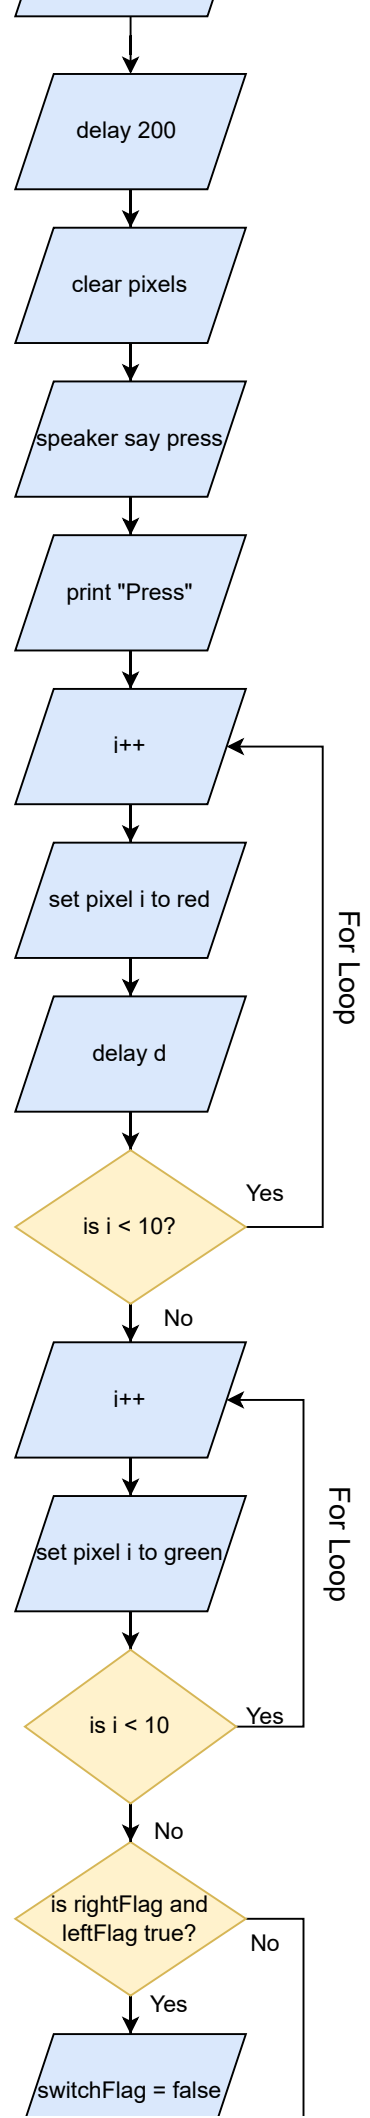 delay 200
clear pixels
speaker say press
print "Press"
i++
set pixel i to red
For Loop
delay d
Yes
is i < 10?
No
i++
set pixel i to green
For Loop
Yes
is i < 10
No
is rightFlag and
leftFlag true?
No
Yes
switchFlag = false